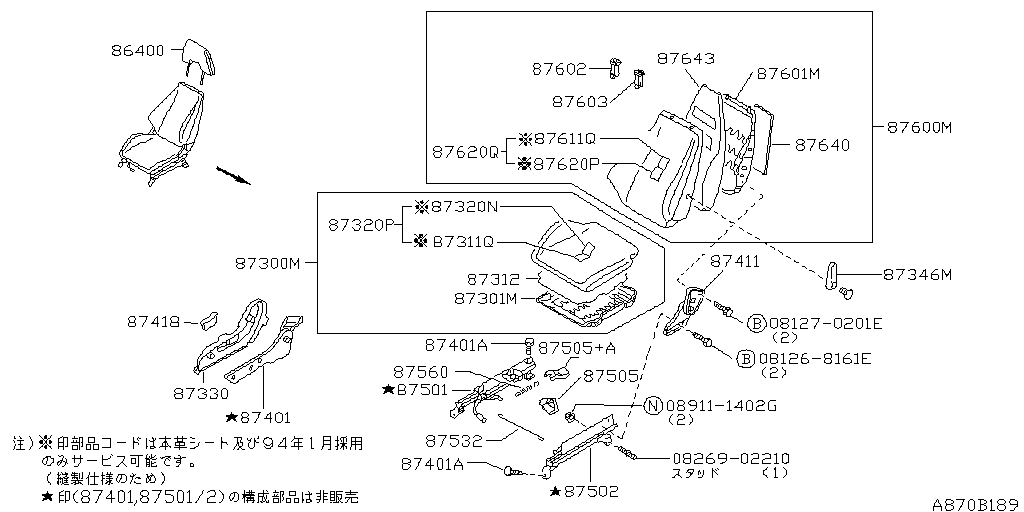 86400
87602
87603
87643
87601M
87600M
87640
87620Q
※87611Q
※87620P
87320P
※87320N
※87311Q
87300M
87312
87301M
87411
87346M
87418
87330
★87401
87401A
87505+A
87560
★87501
87505
87532
87401A
★87502
Ⓑ08127-0201E
(2)
Ⓑ08126-8161E
(2)
Ⓝ08911-1402G
(2)
08269-02210
スタッド (1)
注)※印部品コードは本革シート及び94年1月採用
のみサービス可能です。
(縫製仕様のため)
★印(87401,87501/2)の構成部品は非販売
A870B189